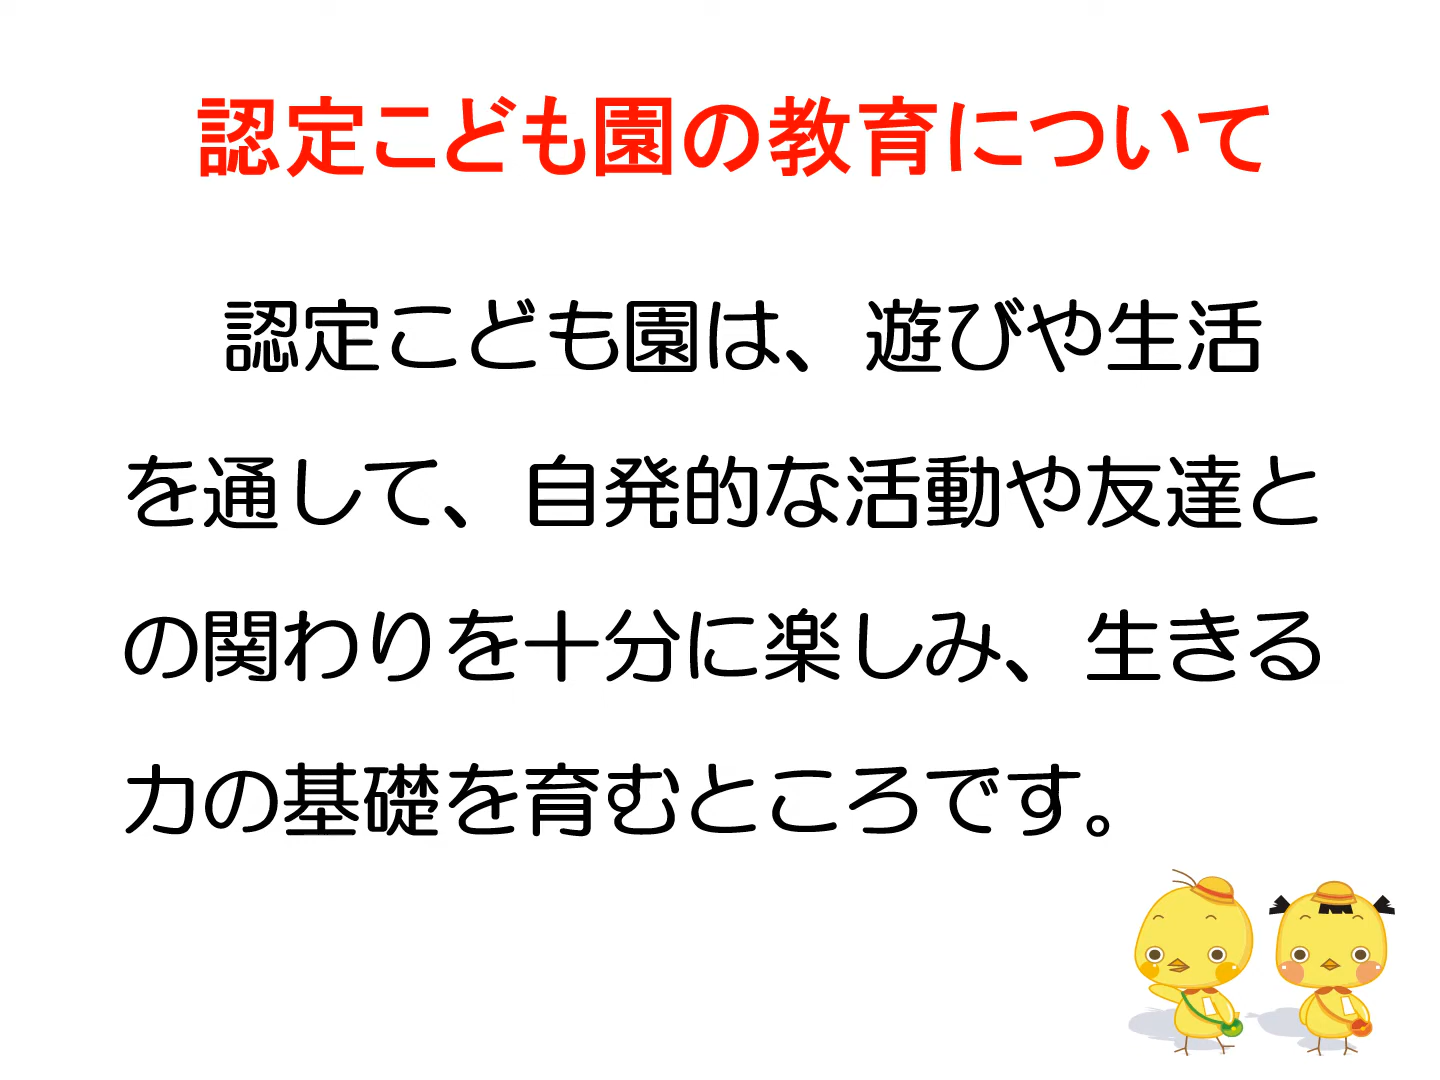 認定こども園の教育について
認定こども園は、遊びや生活
を通して、自発的な活動や友達と
の関わりを十分に楽しみ、生きる
力の基礎を育むところです。